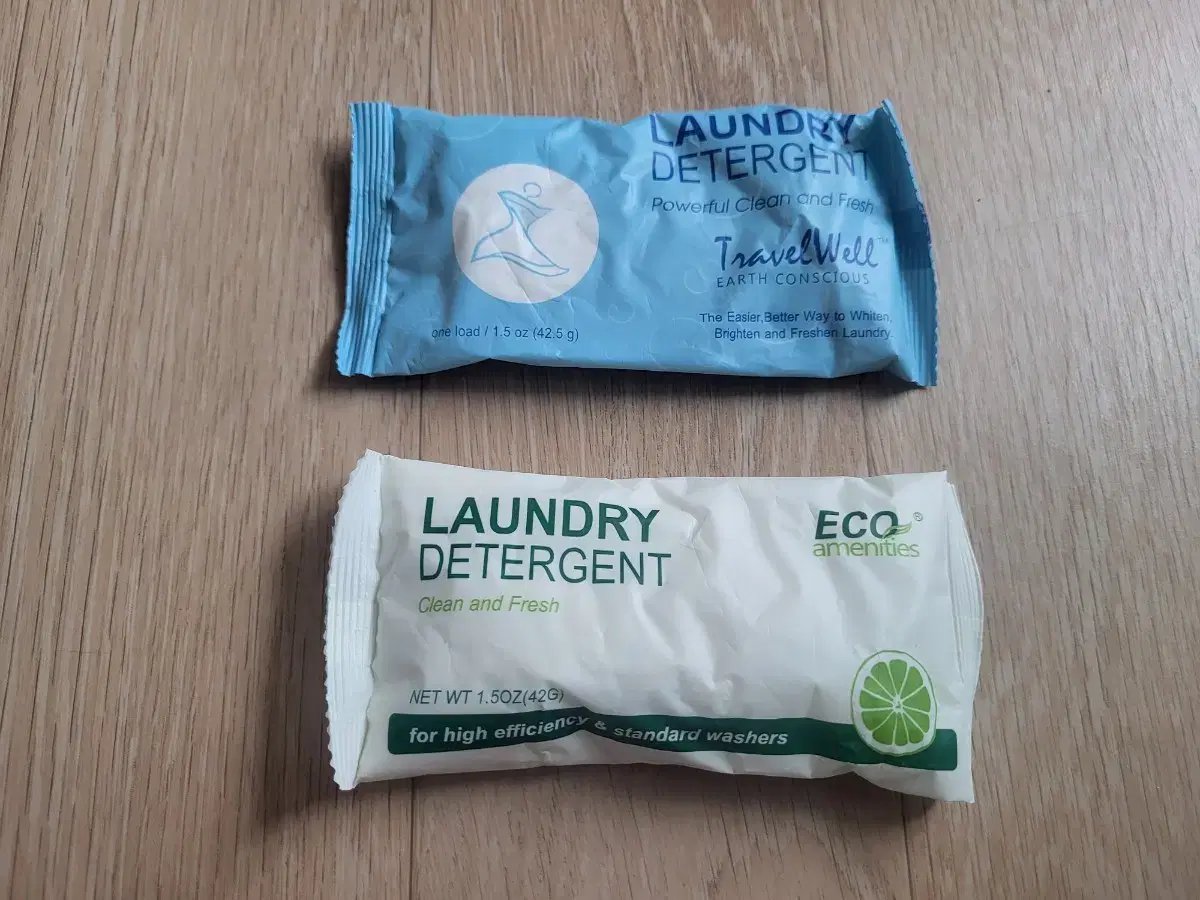 LAUNDRY
DETERGENT
Powerful Clean and Fresh
TravelWell™
EARTH CONSCIOUS
one load / 1.5 oz (42.5 g)
The Easier,Better Way to Whiten,
Brighten and Freshen Laundry.
LAUNDRY
DETERGENT
Clean and Fresh
ECO®
amenities
NET WT 1.5OZ(42G)
for high efficiency & standard washers